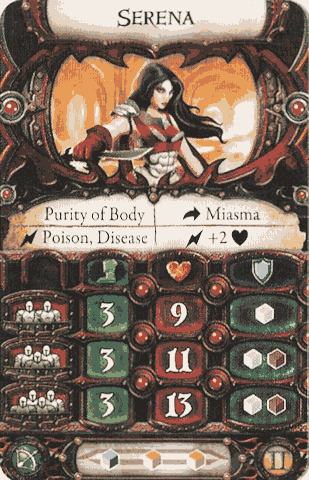 SERENA
Purity of Body
Miasma
Poison, Disease
+2
3 9
3 11
3 13
II